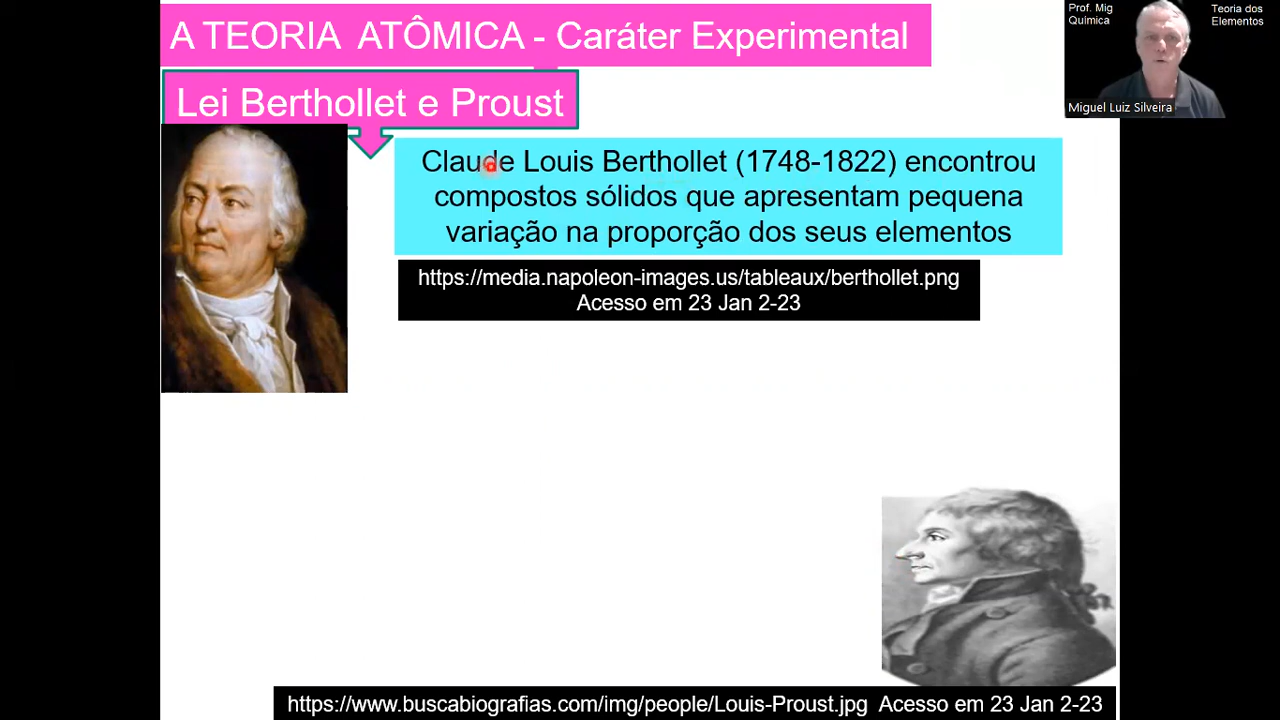 A TEORIA ATÔMICA - Caráter Experimental
Lei Berthollet e Proust
Prof. Mig
Química
Teoria dos
Elementos
Miguel Luiz Silveira
Claude Louis Berthollet (1748-1822) encontrou
compostos sólidos que apresentam pequena
variação na proporção dos seus elementos
https://media.napoleon-images.us/tableaux/berthollet.png
Acesso em 23 Jan 2-23
https://www.buscabiografias.com/img/people/Louis-Proust.jpg Acesso em 23 Jan 2-23